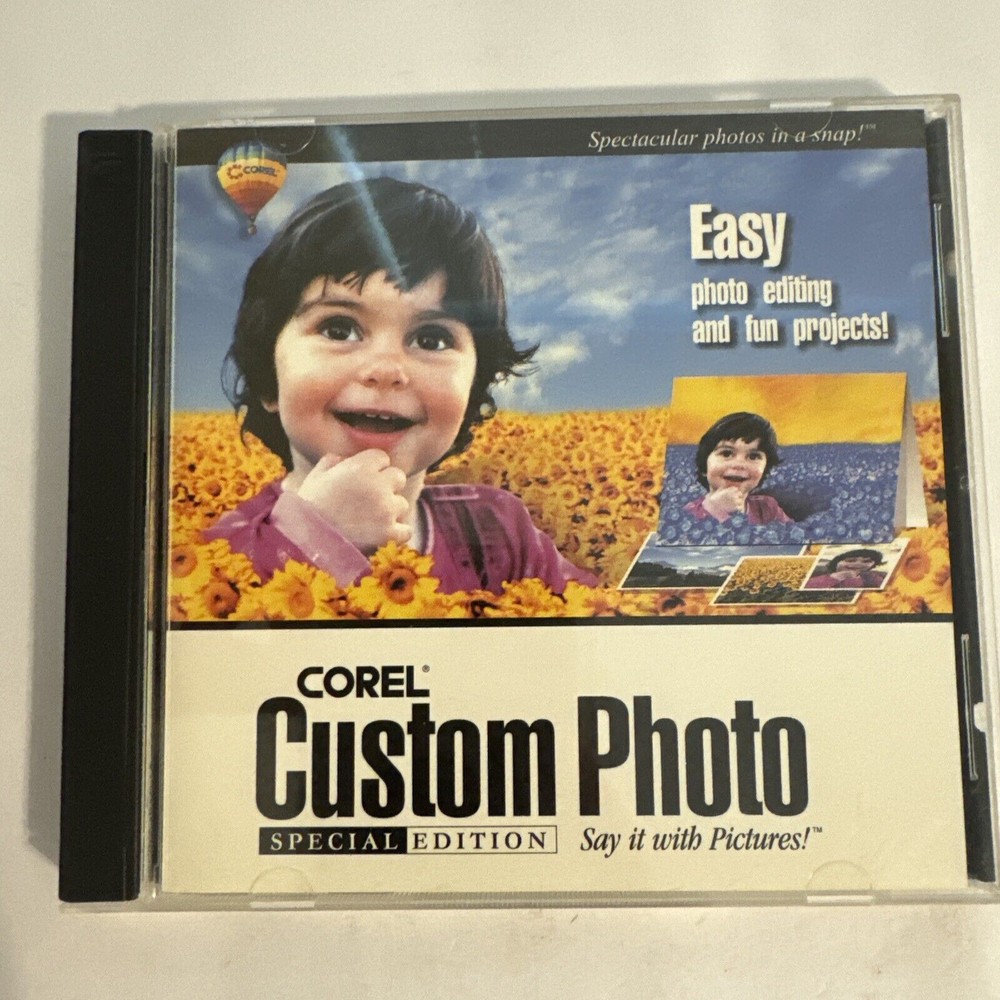 Spectacular photos in a snap!™
COREL
Easy
photo editing
and fun projects!
COREL®
Custom Photo
SPECIAL EDITION Say it with Pictures!™